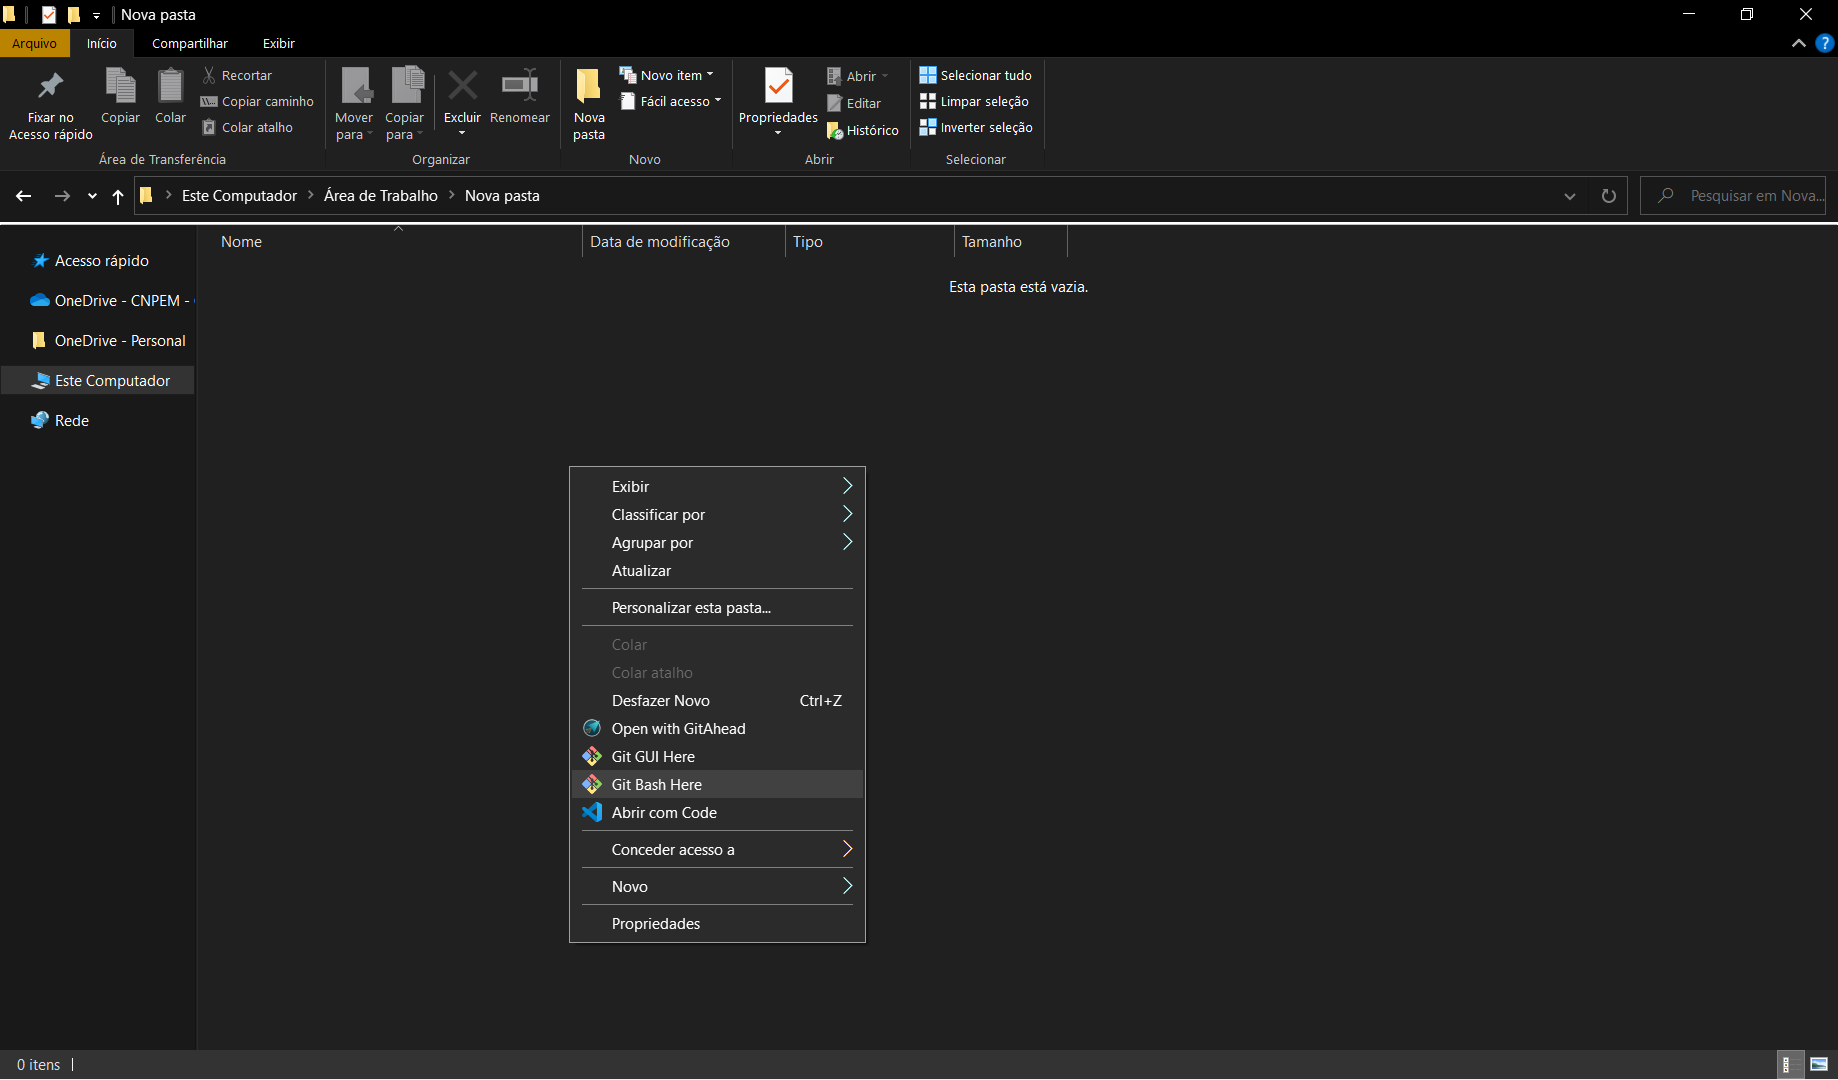 Nova pasta
Arquivo Início Compartilhar Exibir
Fixar no
Acesso rápido
Copiar
Colar
Recortar
Copiar caminho
Colar atalho
Área de Transferência
Mover
para
Copiar
para
Excluir
Renomear
Organizar
Nova
pasta
Novo item
Fácil acesso
Novo
Propriedades
Abrir
Editar
Histórico
Abrir
Selecionar tudo
Limpar seleção
Inverter seleção
Selecionar
?
Este Computador Área de Trabalho Nova pasta
Pesquisar em Nova...
Nome Data de modificação Tipo Tamanho
Esta pasta está vazia.
Acesso rápido
OneDrive - CNPEM -
OneDrive - Personal
Este Computador
Rede
Exibir
Classificar por
Agrupar por
Atualizar
Personalizar esta pasta...
Colar
Colar atalho
Desfazer Novo Ctrl+Z
Open with GitAhead
Git GUI Here
Git Bash Here
Abrir com Code
Conceder acesso a
Novo
Propriedades
0 itens